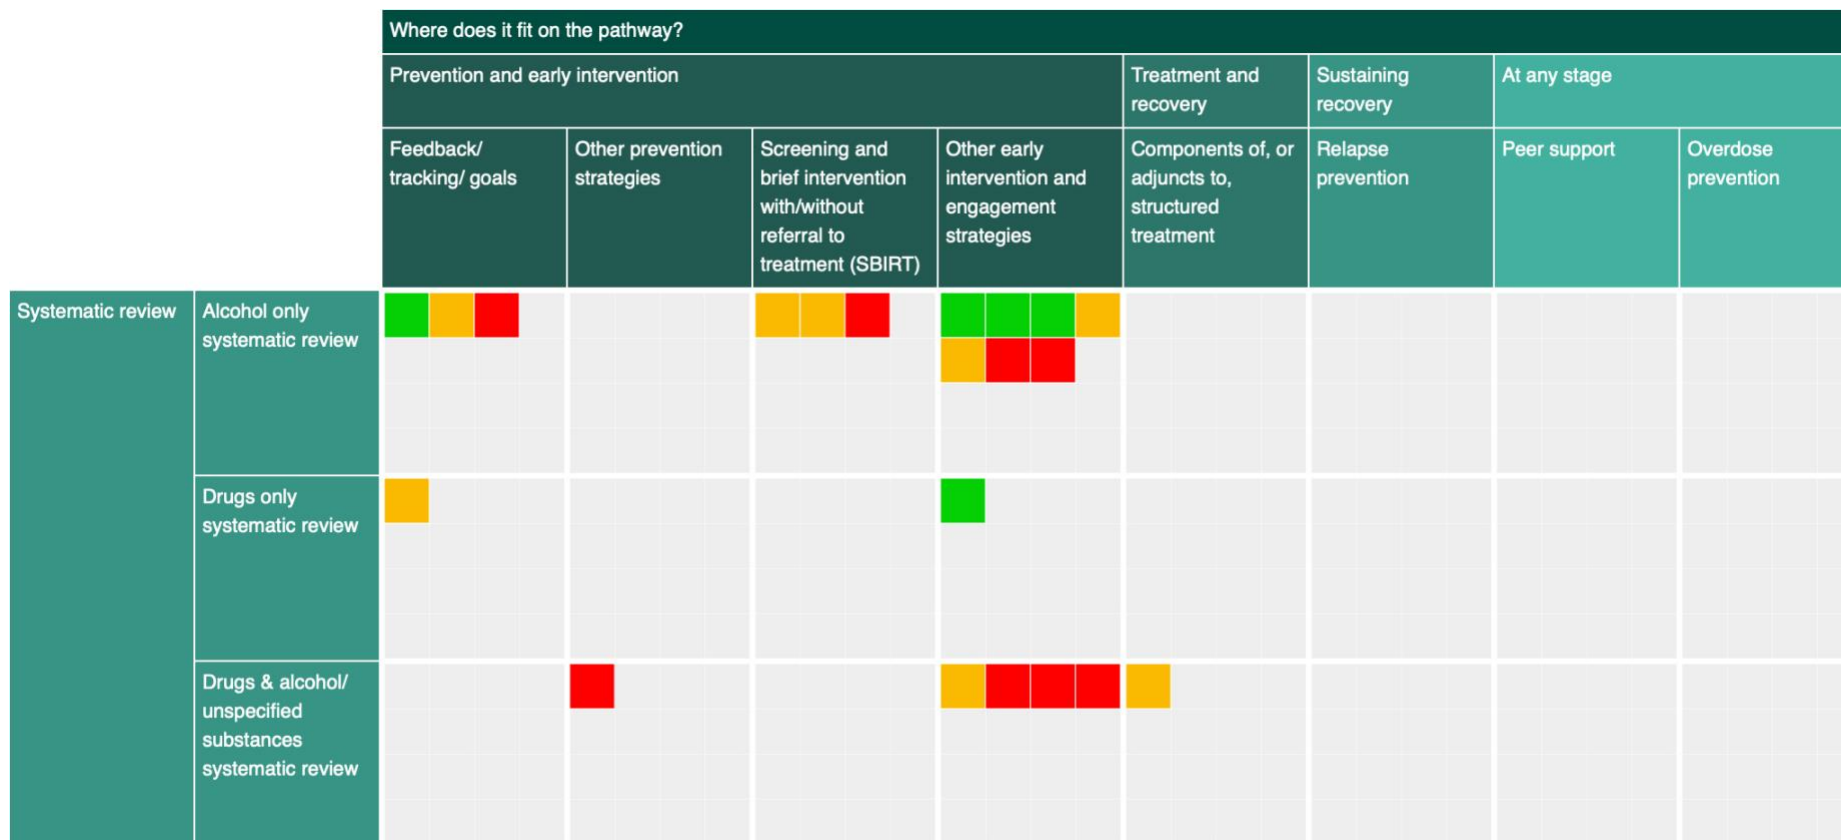 Where does it fit on the pathway?
Prevention and early intervention
Treatment and
recovery
Sustaining
recovery
At any stage
Feedback/
tracking/ goals
Other prevention
strategies
Screening and
brief intervention
with/without
referral to
treatment (SBIRT)
Other early
intervention and
engagement
strategies
Components of, or
adjuncts to,
structured
treatment
Relapse
prevention
Peer support
Overdose
prevention
Systematic review
Alcohol only
systematic review
Drugs only
systematic review
Drugs & alcohol/
unspecified
substances
systematic review